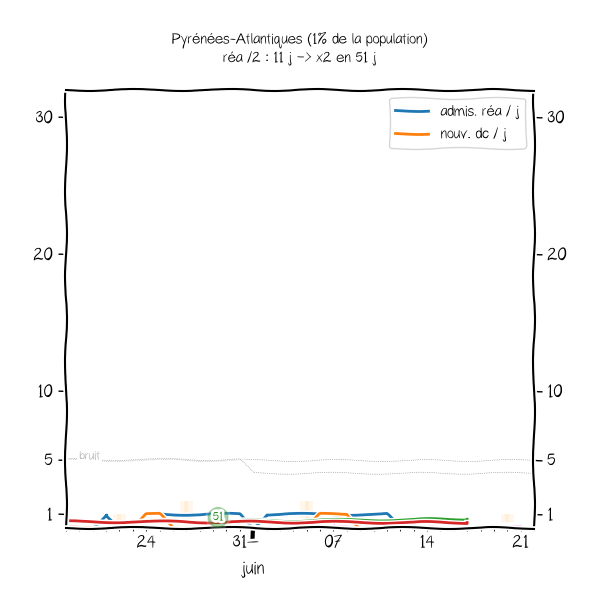 Pyrénées-Atlantiques (1% de la population)
réa /2 : 11 j -> x2 en 51 j
admis. réa / j
nouv. dc / j
30
30
20
20
10
10
5
bruit
5
1
51
1
24
31
07
14
21
juin